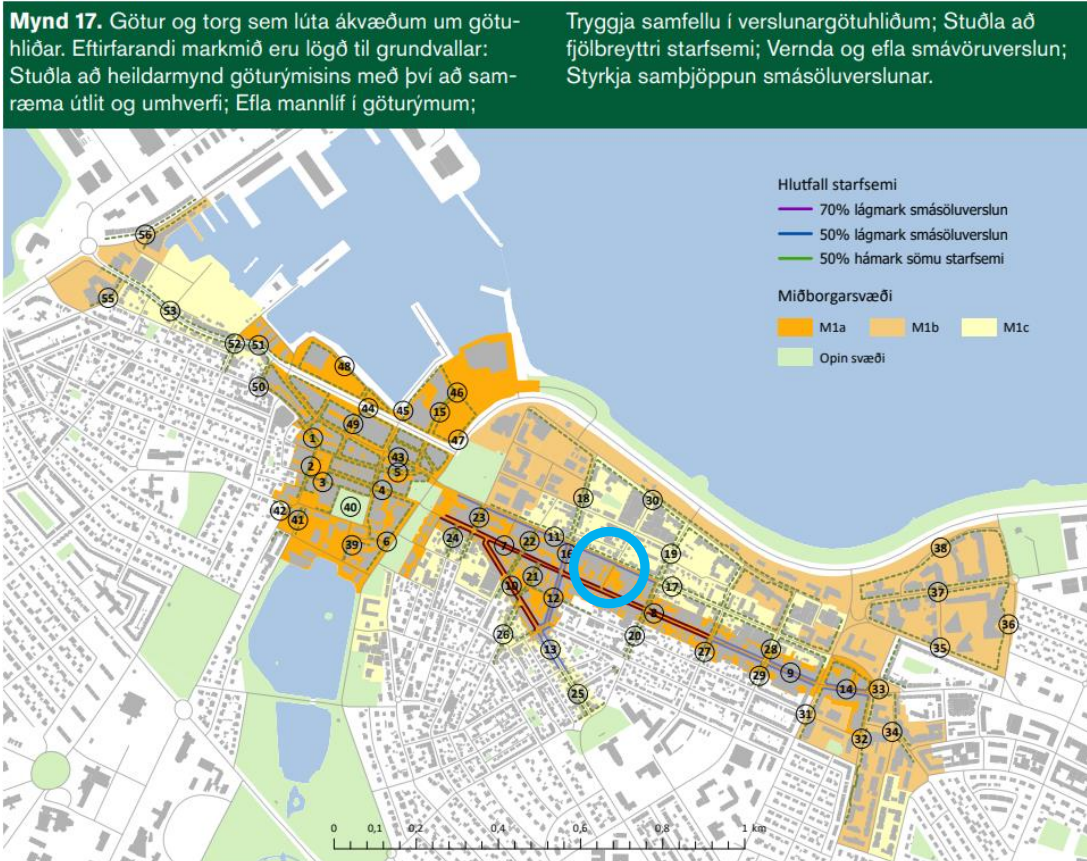 Mynd 17. Götur og torg sem lúta ákvæðum um götu-
hliðar. Eftirfarandi markmið eru lögð til grundvallar:
Stuðla að heildarmynd göturýmisins með því að sam-
ræma útlit og umhverfi; Efla mannlíf í göturýmum;
Tryggja samfellu í verslunargötuhliðum; Stuðla að
fjölbreyttri starfsemi; Vernda og efla smávöruverslun;
Styrkja samþjöppun smásöluverslunar.
Hlutfall starfsemi
70% lágmark smásöluverslun
50% lágmark smásöluverslun
50% hámark sömu starfsemi
Miðborgarsvæði
M1a M1b M1c
Opin svæði
56
55
53
52 51
48
50
44 45 46
15
49
47
1
43
2
5
3
4
40
42 41
39 6
18 30
23
24
7 22 11
16
19
21
10
12
17
8
26
13
20
27
28
29
9
25
38
37
36
35
14 33
31
32
34
0 0,1 0,2 0,4 0,6 0,8 1 km